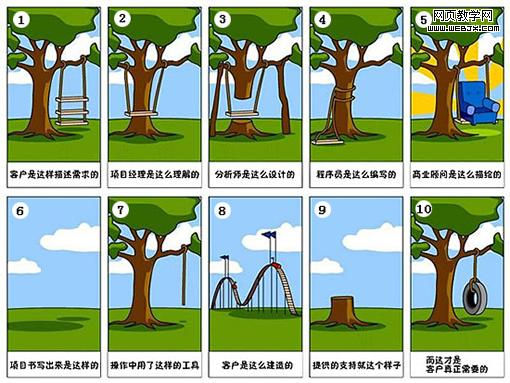 网页教学网
www.webjx.com
1
2
3
4
5
客户是这样描述需求的
项目经理是这么理解的
分析师是这么设计的
程序员是这么编写的
商业顾问是这么描绘的
6
7
8
9
10
项目书写出来是这样的
操作中用了这样的工具
客户是这么建造的
提供的支持就这个样子
而这才是
客户真正需要的